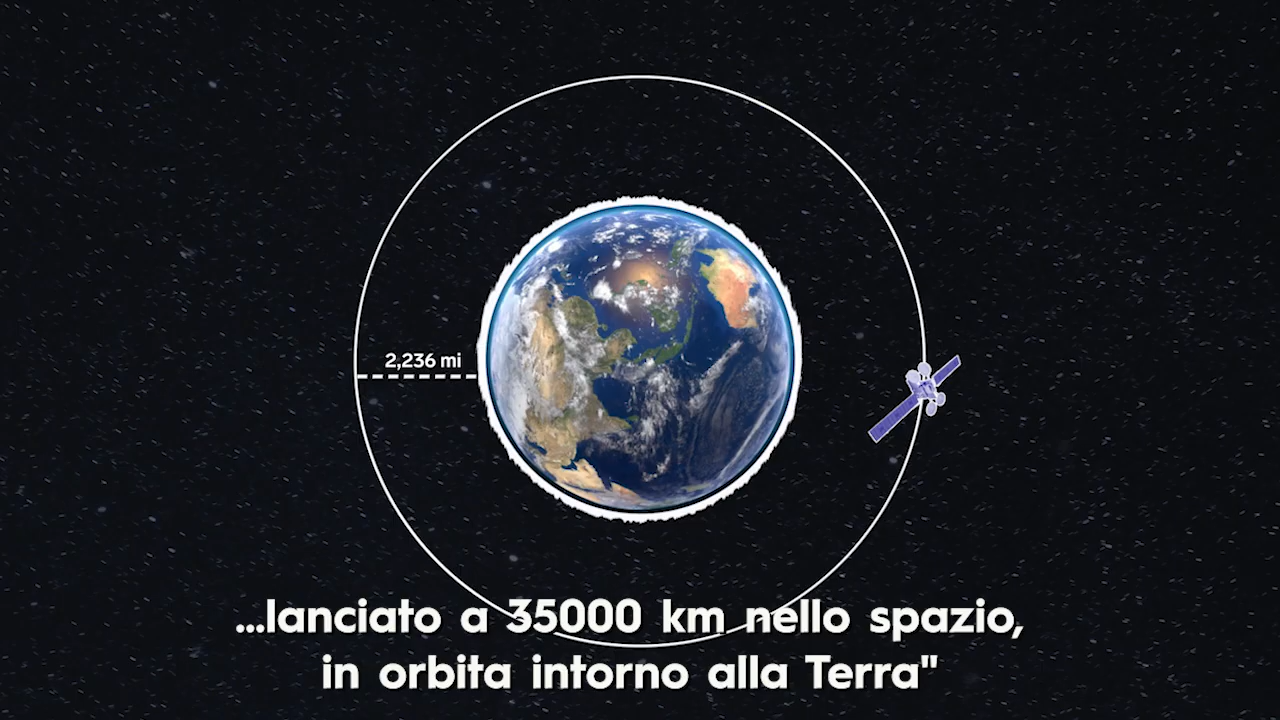 2,236 mi
...lanciato a 35000 km nello spazio,
in orbita intorno alla Terra"